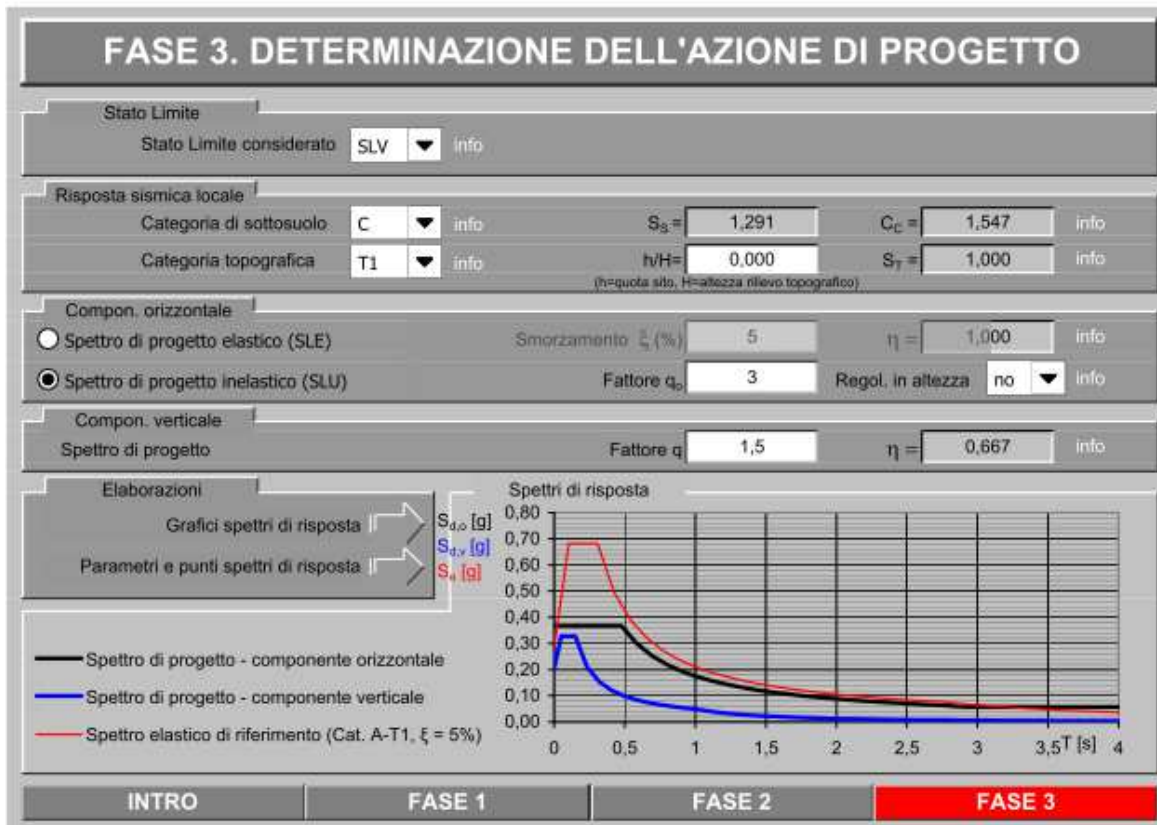 FASE 3. DETERMINAZIONE DELL'AZIONE DI PROGETTO
Stato Limite
Stato Limite considerato SLV info
Risposta sismica locale
Categoria di sottosuolo C info S_S = 1,291 C_C = 1,547 info
Categoria topografica T1 info h/H= 0,000 S_T = 1,000 info
(h=quota sito, H=altezza rilievo topografico)
Compon. orizzontale
Spettro di progetto elastico (SLE) Smorzamento ξ (%) 5 η = 1,000 info
Spettro di progetto inelastico (SLU) Fattore q_o 3 Regol. in altezza no info
Compon. verticale
Spettro di progetto Fattore q 1,5 η = 0,667 info
Elaborazioni
Grafici spettri di risposta
Parametri e punti spettri di risposta
Spettri di risposta
S_d,o [g]
S_d,v [g]
S_e [g]
0,80
0,70
0,60
0,50
0,40
0,30
0,20
0,10
0,00
0 0,5 1 1,5 2 2,5 3 3,5 T [s] 4
Spettro di progetto - componente orizzontale
Spettro di progetto - componente verticale
Spettro elastico di riferimento (Cat. A-T1, ξ = 5%)
INTRO FASE 1 FASE 2 FASE 3